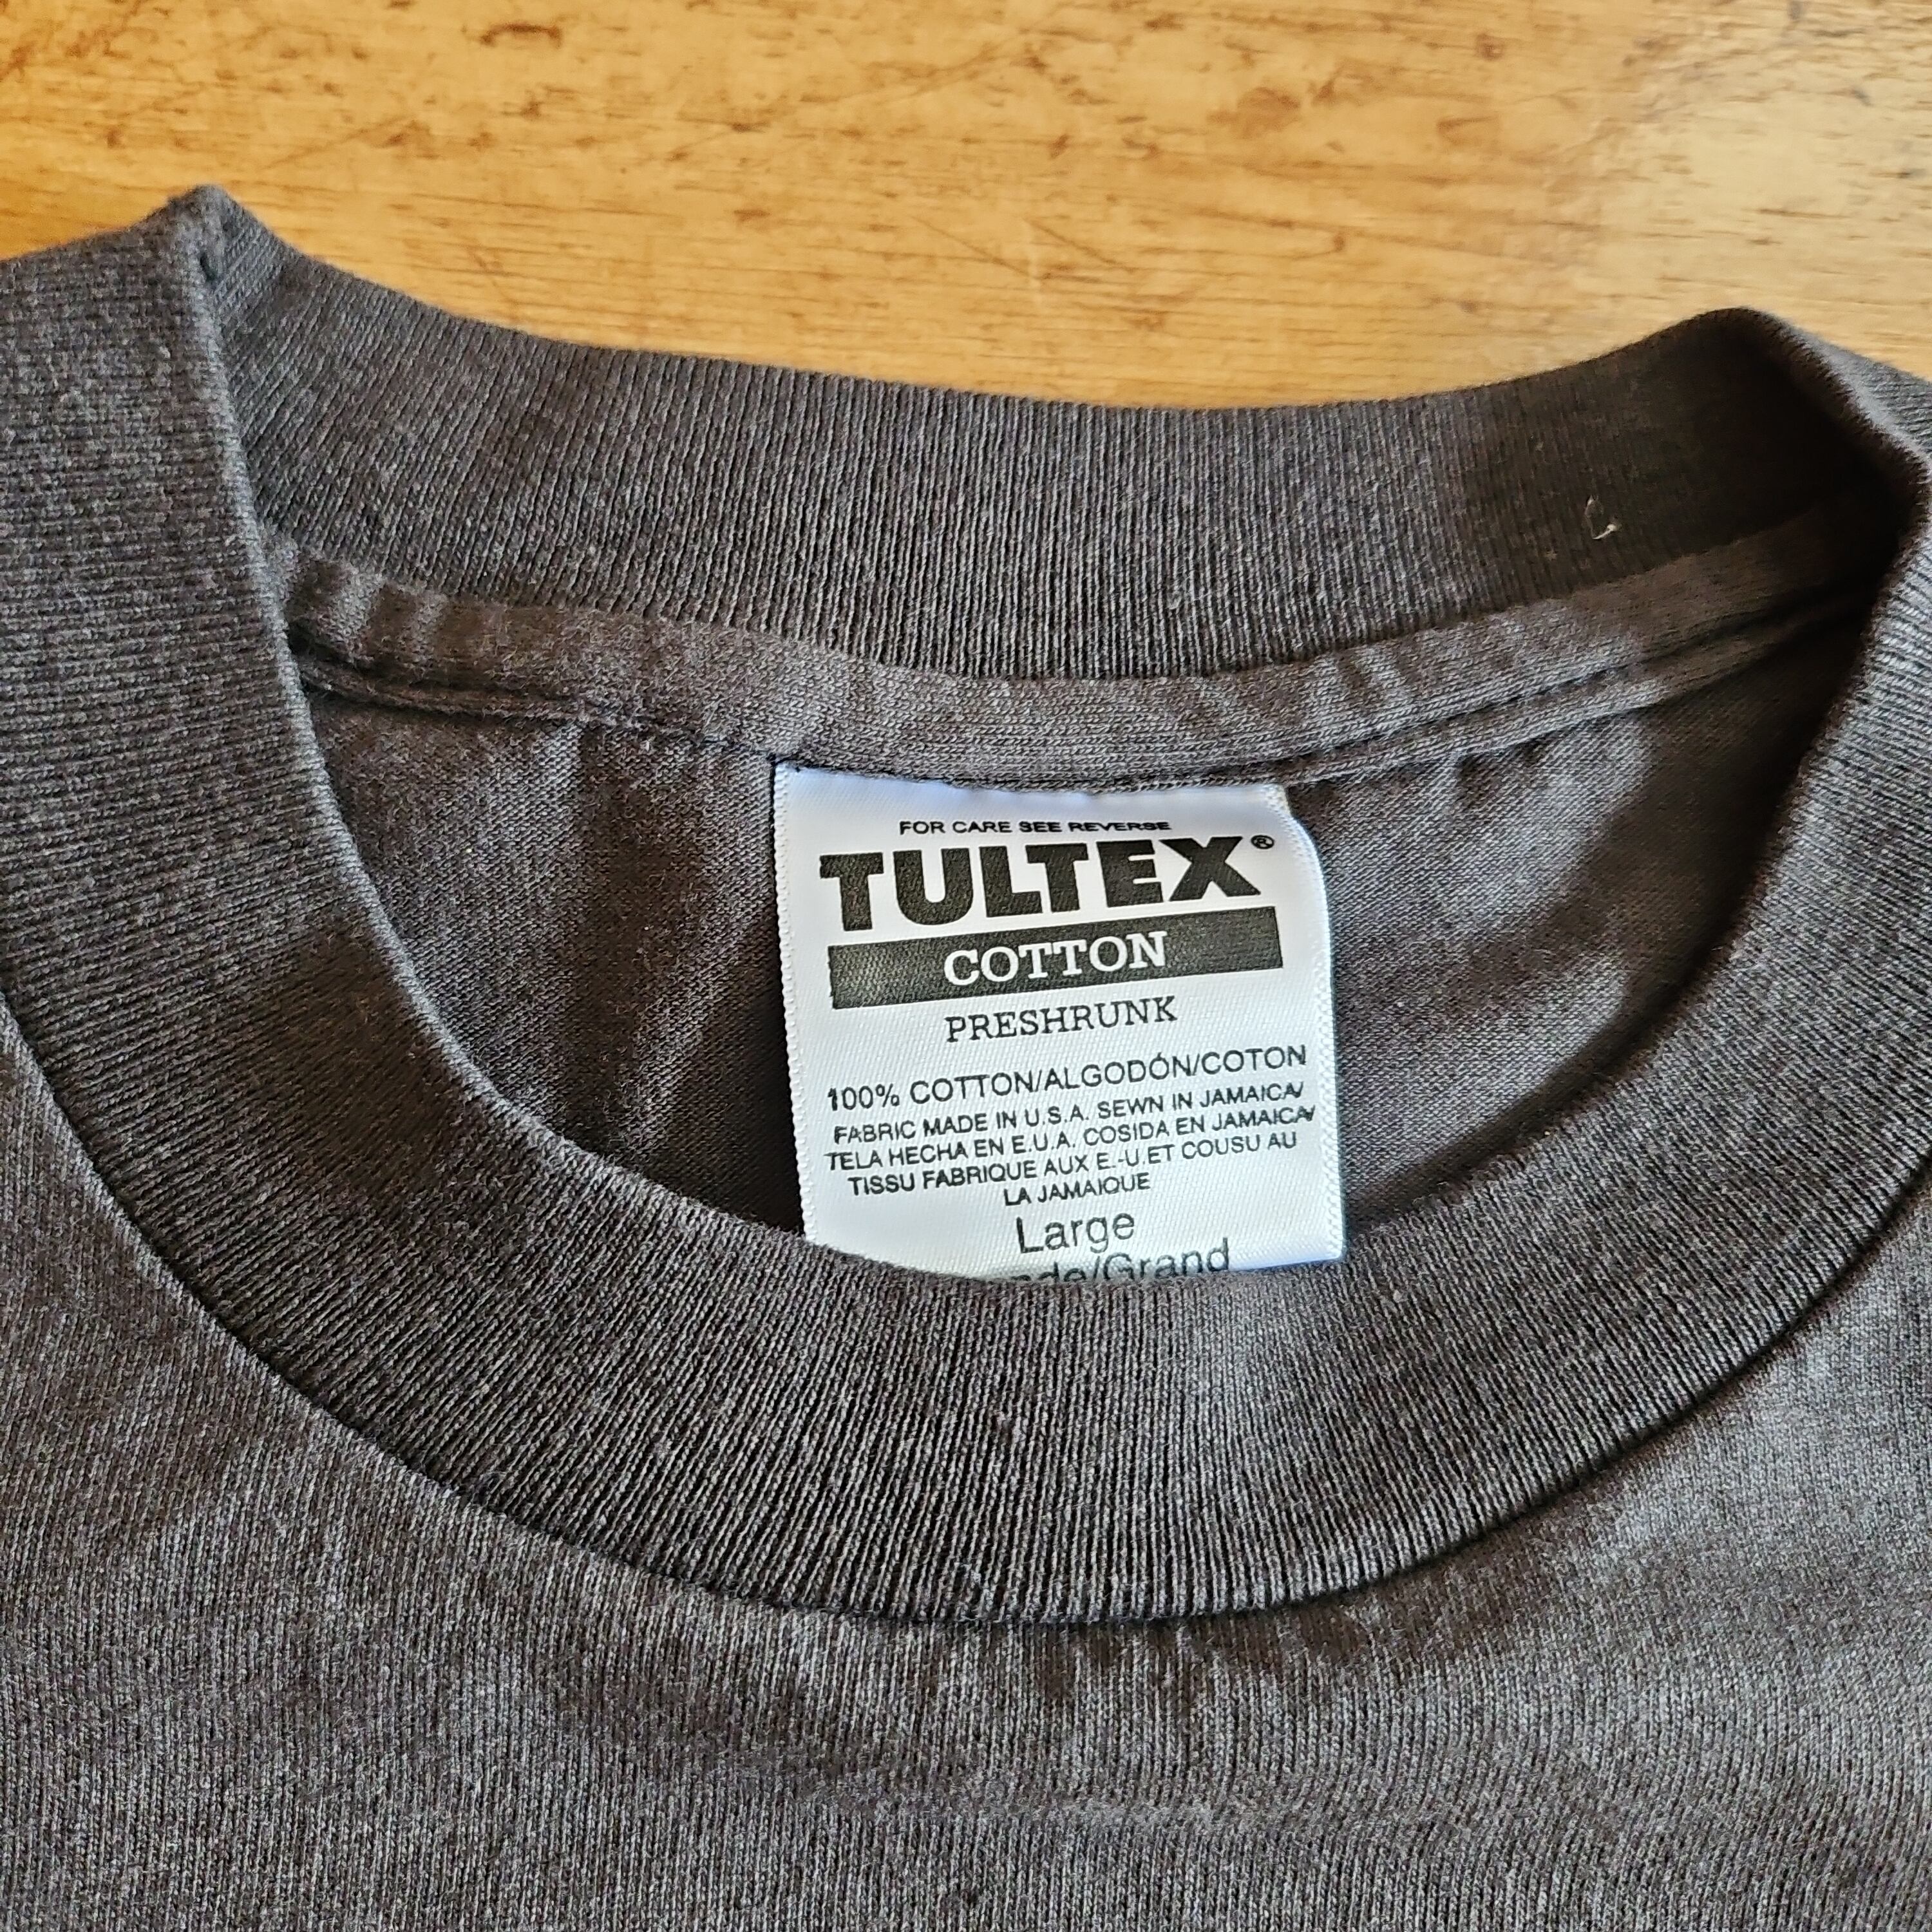 FOR CARE SEE REVERSE
TULTEX®
COTTON
PRESHRUNK
100% COTTON/ALGODÓN/COTON
FABRIC MADE IN U.S.A. SEWN IN JAMAICA/
TELA HECHA EN E.U.A. COSIDA EN JAMAICA/
TISSU FABRIQUE AUX E.-U.ET COUSU AU
LA JAMAIQUE
Large
/Grand